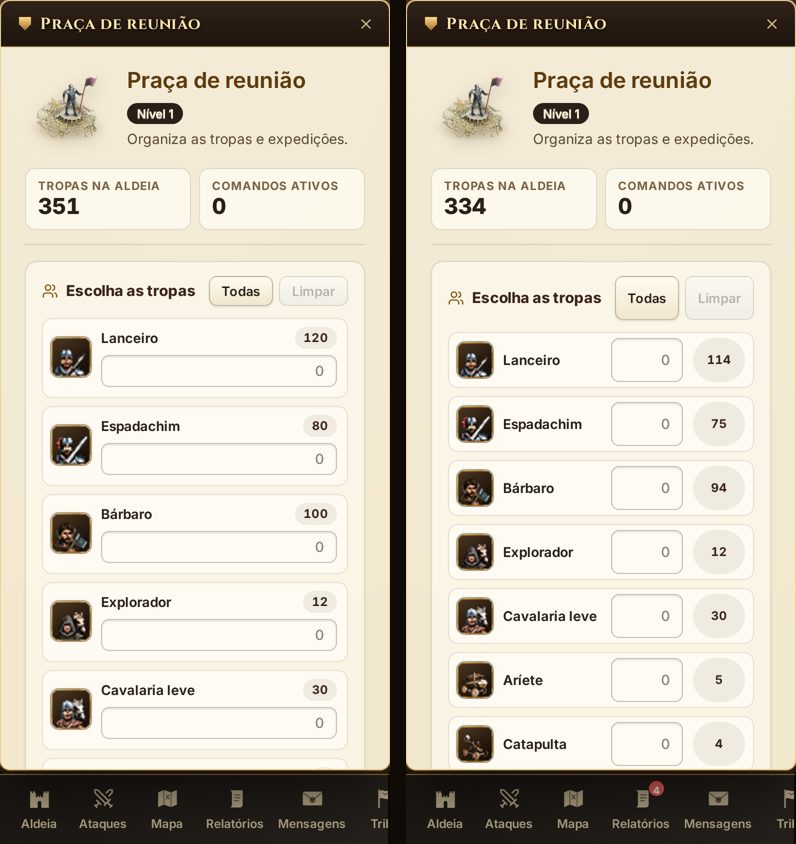 Praça de reunião
Praça de reunião
Nível 1
Organiza as tropas e expedições.
TROPAS NA ALDEIA
351
COMANDOS ATIVOS
0
Escolha as tropas
Todas
Limpar
Lanceiro
120
0
Espadachim
80
0
Bárbaro
100
0
Explorador
12
0
Cavalaria leve
30
0
Aldeia
Ataques
Mapa
Relatórios
Mensagens
Praça de reunião
Praça de reunião
Nível 1
Organiza as tropas e expedições.
TROPAS NA ALDEIA
334
COMANDOS ATIVOS
0
Escolha as tropas
Todas
Limpar
Lanceiro
0
114
Espadachim
0
75
Bárbaro
0
94
Explorador
0
12
Cavalaria leve
0
30
Aríete
0
5
Catapulta
0
4
4
Aldeia
Ataques
Mapa
Relatórios
Mensagens